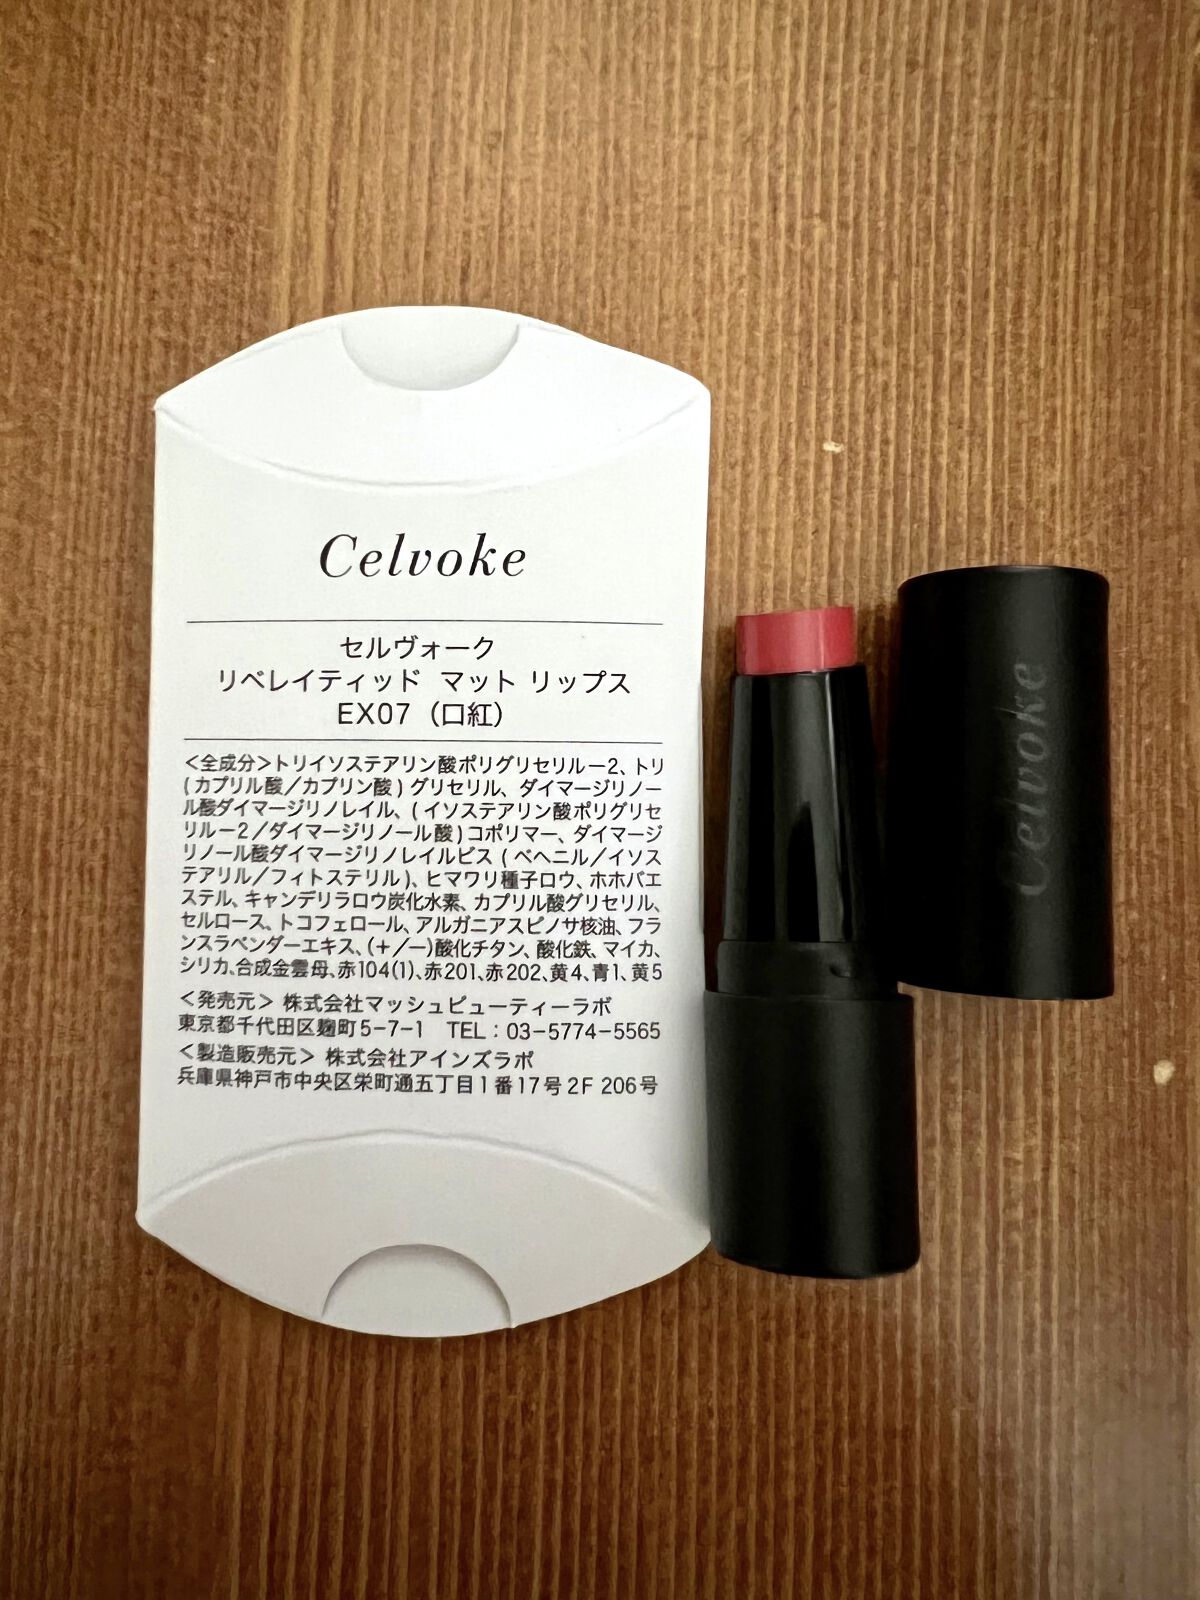 Celvoke
セルヴォーク
リベレイティッド マット リップス
EX07（口紅）
＜全成分＞トリイソステアリン酸ポリグリセリルー2、トリ
(カプリル酸／カプリン酸) グリセリル、ダイマージリノー
ル酸ダイマージリノレイル、(イソステアリン酸ポリグリセ
リルー2／ダイマージリノール酸)コポリマー、ダイマージ
リノール酸ダイマージリノレイルビス (ベヘニル／イソス
テアリル／フィトステリル)、ヒマワリ種子ロウ、ホホバエ
ステル、キャンデリラロウ炭化水素、カプリル酸グリセリル、
セルロース、トコフェロール、アルガニアスピノサ核油、フラ
ンスラベンダーエキス、(＋／ー)酸化チタン、酸化鉄、マイカ、
シリカ、合成金雲母、赤104(1)、赤201、赤202、黄4、青1、黄5
＜発売元＞ 株式会社マッシュビューティーラボ
東京都千代田区麹町5-7-1 TEL：03-5774-5565
＜製造販売元＞ 株式会社アインズラボ
兵庫県神戸市中央区栄町通五丁目1番17号2F 206号
Celvoke